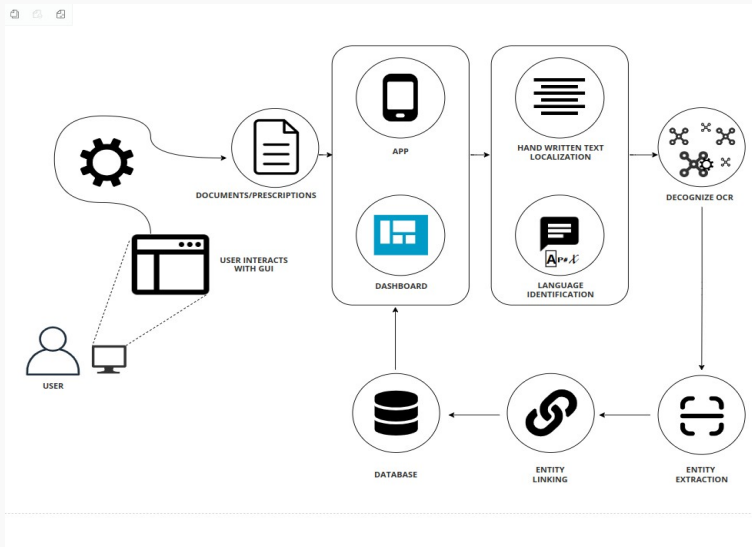 APP
HAND WRITTEN TEXT
LOCALIZATION
DOCUMENTS/PRESCRIPTIONS
DECOGNIZE OCR
USER INTERACTS
WITH GUI
DASHBOARD
LANGUAGE
IDENTIFICATION
USER
DATABASE
ENTITY
LINKING
ENTITY
EXTRACTION